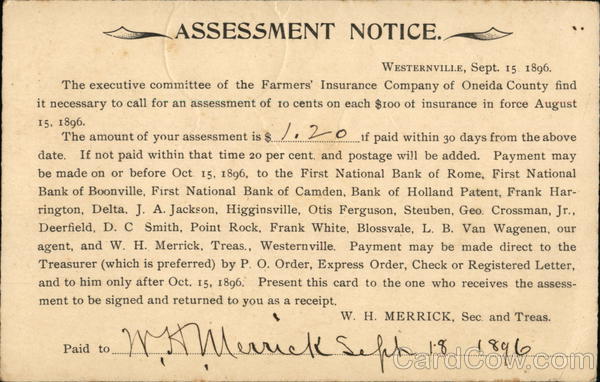 ASSESSMENT NOTICE.
WESTERNVILLE, Sept. 15 1896.
The executive committee of the Farmers' Insurance Company of Oneida County find
it necessary to call for an assessment of 10 cents on each $100 ot insurance in force August
15, 1896.
The amount of your assessment is $ 1.20 if paid within 30 days from the above
date. If not paid within that time 20 per cent. and postage will be added. Payment may
be made on or before Oct. 15, 1896, to the First National Bank of Rome, First National
Bank of Boonville, First National Bank of Camden, Bank of Holland Patent, Frank Har-
rington, Delta, J. A. Jackson, Higginsville, Otis Ferguson, Steuben, Geo. Crossman, Jr.,
Deerfield, D. C Smith, Point Rock, Frank White, Blossvale, L. B. Van Wagenen, our
agent, and W. H. Merrick, Treas., Westernville. Payment may be made direct to the
Treasurer (which is preferred) by P. O. Order, Express Order, Check or Registered Letter,
and to him only after Oct. 15, 1896. Present this card to the one who receives the assess-
ment to be signed and returned to you as a receipt.
W. H. MERRICK, Sec. and Treas.
Paid to W. H. Merrick Sept 18 1896
CardCow.com